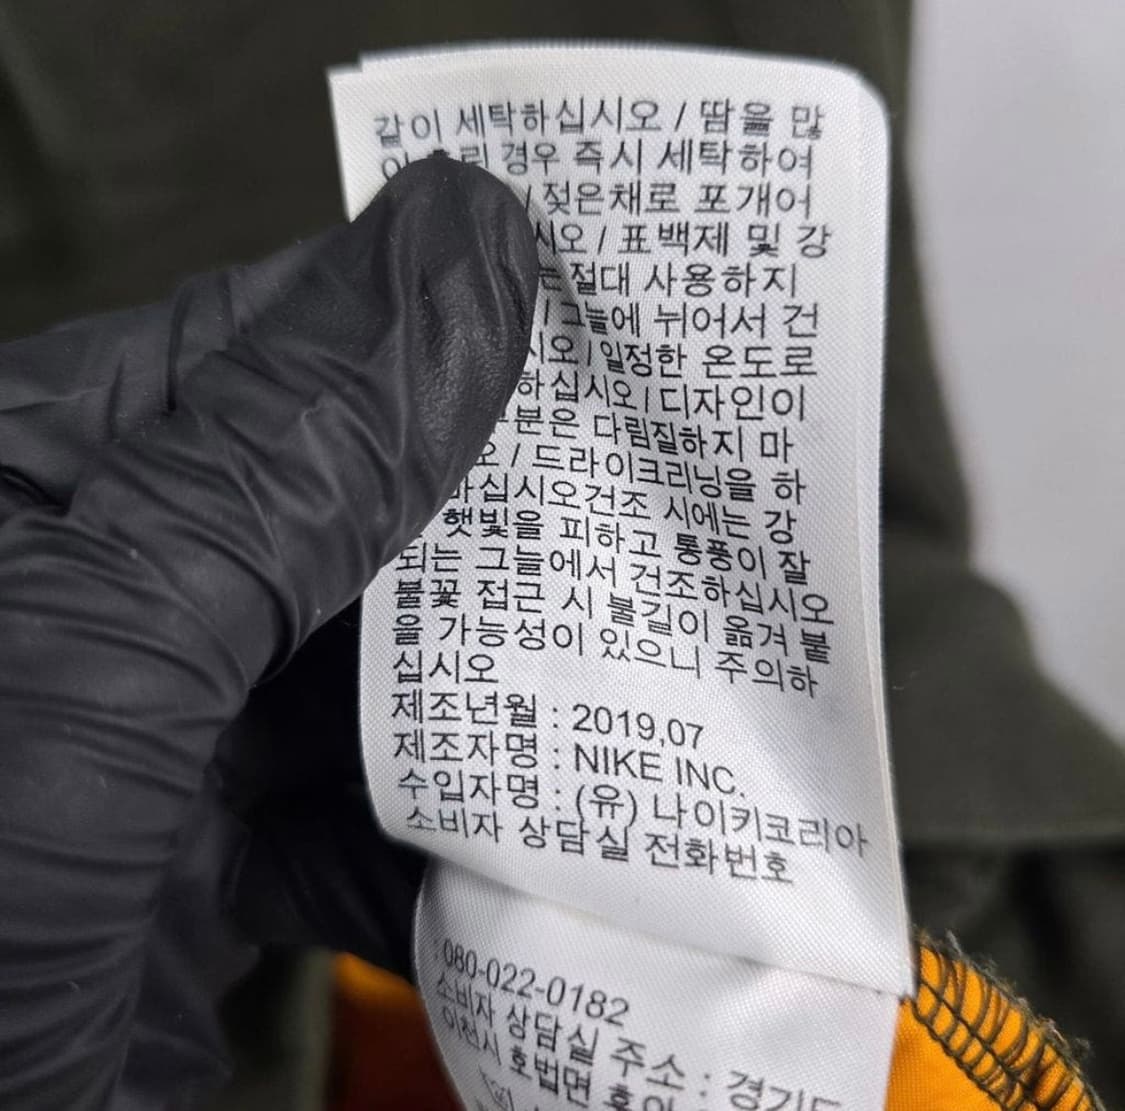 같이 세탁하십시오 / 땀을 많
경우 즉시 세탁하여
/ 젖은채로 포개어
시오 / 표백제 및 강
는 절대 사용하지
/ 그늘에 뉘어서 건
시오 / 일정한 온도로
하십시오 / 디자인이
부분은 다림질하지 마
오 / 드라이크리닝을 하
마십시오건조 시에는 강
햇빛을 피하고 통풍이 잘
되는 그늘에서 건조하십시오
불꽃 접근 시 불길이 옮겨 붙
을 가능성이 있으니 주의하
십시오
제조년월 : 2019,07
제조자명 : NIKE INC.
수입자명 : (유) 나이키코리아
소비자 상담실 전화번호
: 080-022-0182
소비자 상담실 주소 : 경기도
이천시 호법면